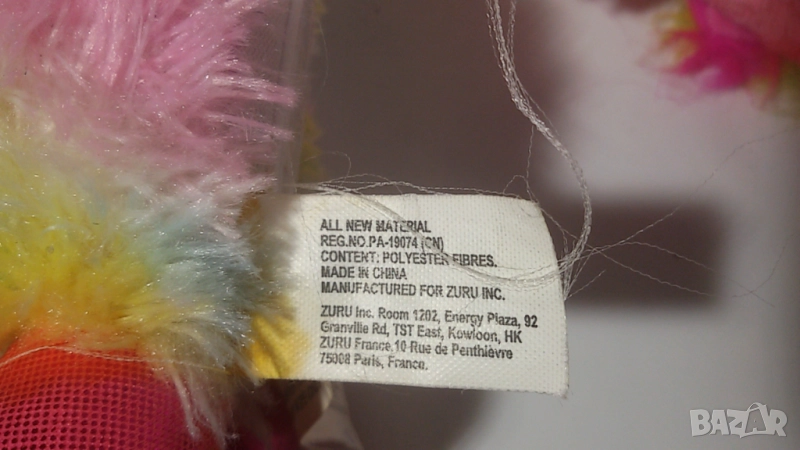 ALL NEW MATERIAL
REG.NO.PA-19074 (CN)
CONTENT: POLYESTER FIBRES.
MADE IN CHINA
MANUFACTURED FOR ZURU INC.
ZURU Inc. Room 1202, Energy Plaza, 92
Granville Rd, TST East, Kowloon, HK
ZURU France,10 Rue de Penthièvre
75008 Paris, France.
BAZAR